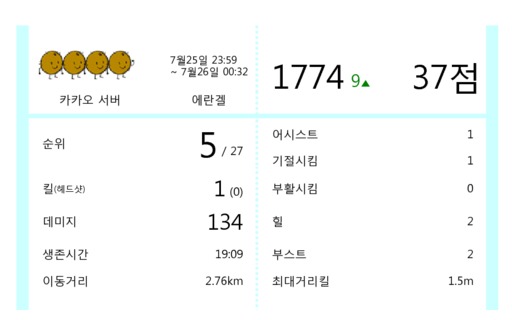 7월25일 23:59
~ 7월26일 00:32
카카오 서버
에란겔
1774 9▲
37점
순위 5 / 27
킬(헤드샷) 1 (0)
데미지 134
생존시간 19:09
이동거리 2.76km
어시스트 1
기절시킴 1
부활시킴 0
힐 2
부스트 2
최대거리킬 1.5m